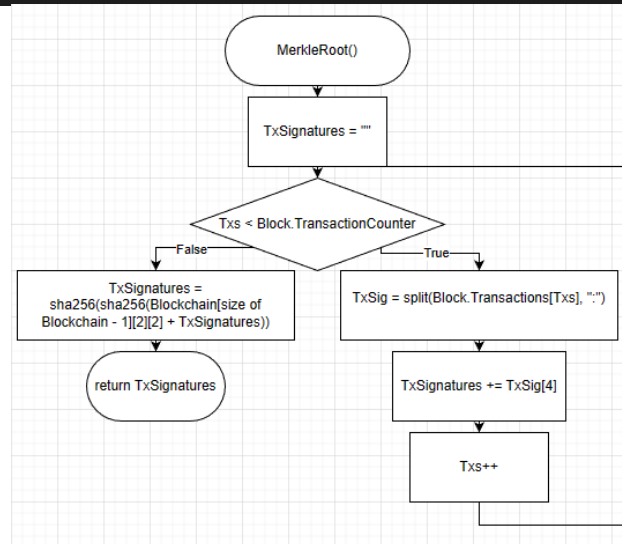 MerkleRoot()
TxSignatures = ""
Txs < Block.TransactionCounter
False
True
TxSignatures =
sha256(sha256(Blockchain[size of
Blockchain - 1][2][2] + TxSignatures))
TxSig = split(Block.Transactions[Txs], ":")
return TxSignatures
TxSignatures += TxSig[4]
Txs++